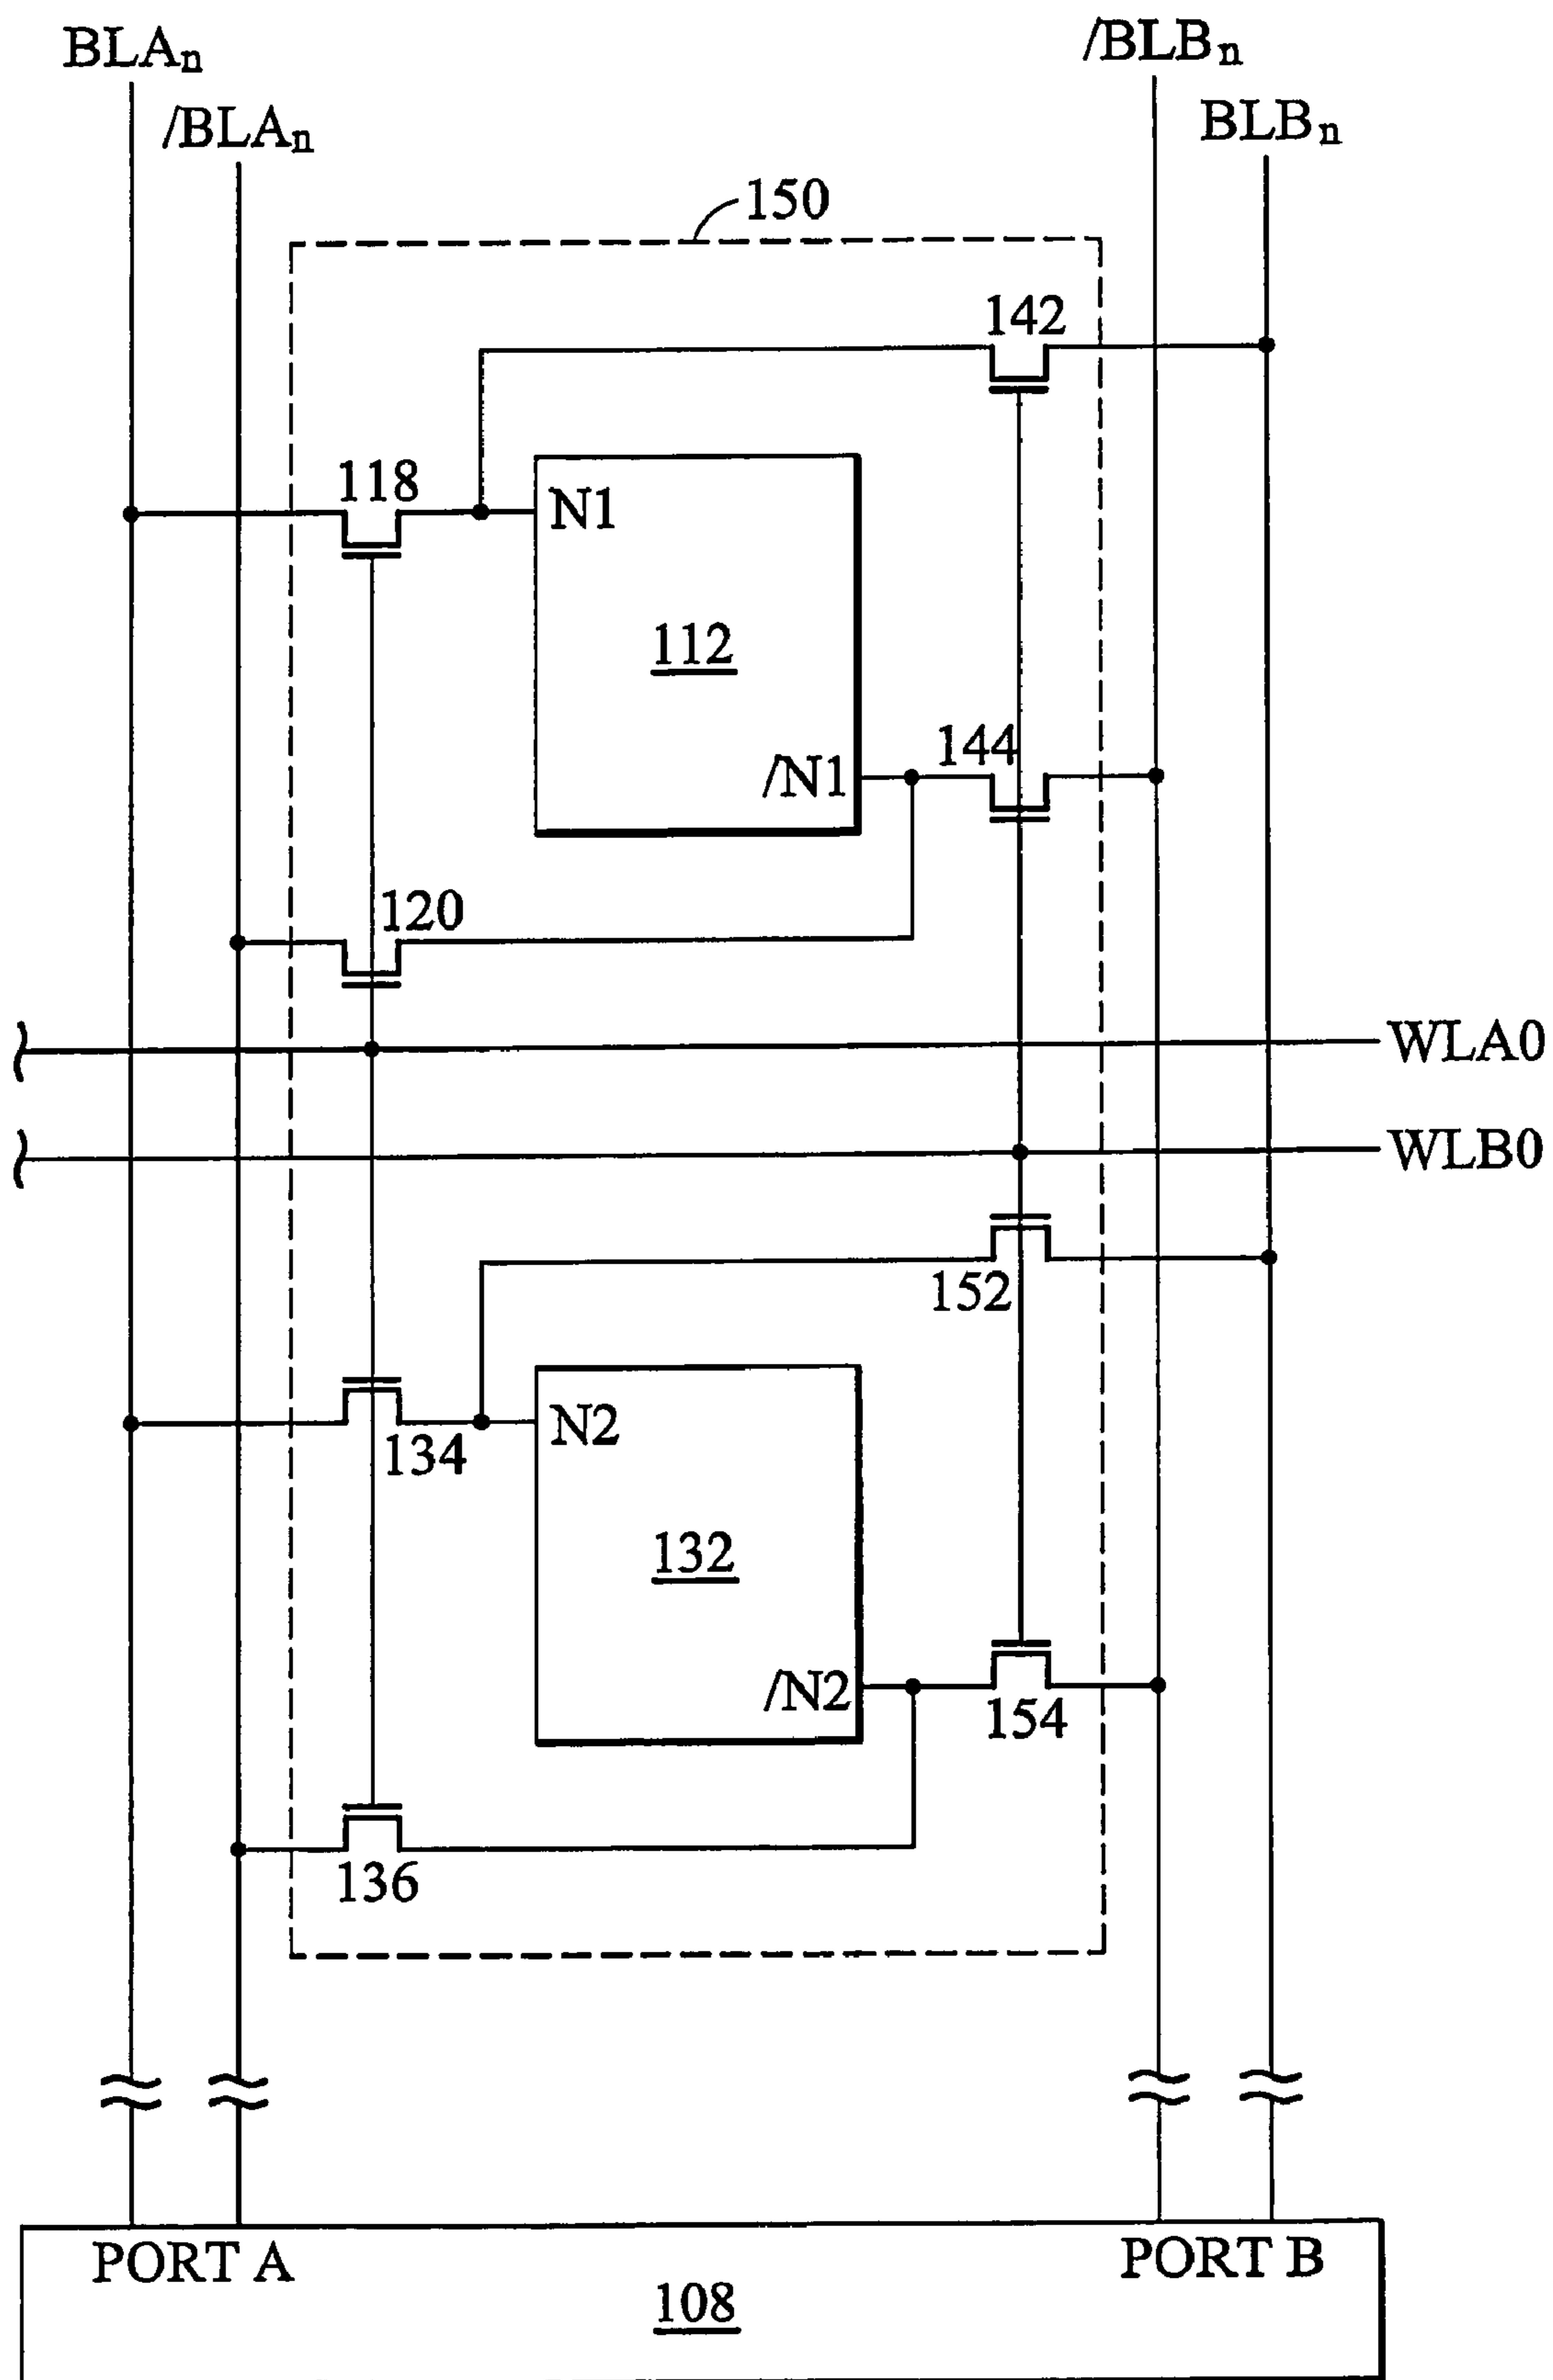 BLAn
/BLBn
/BLAn
BLBn
150
142
118
N1
112
144
/N1
120
WLA0
WLB0
152
N2
134
132
/N2
154
136
PORT A
PORT B
108